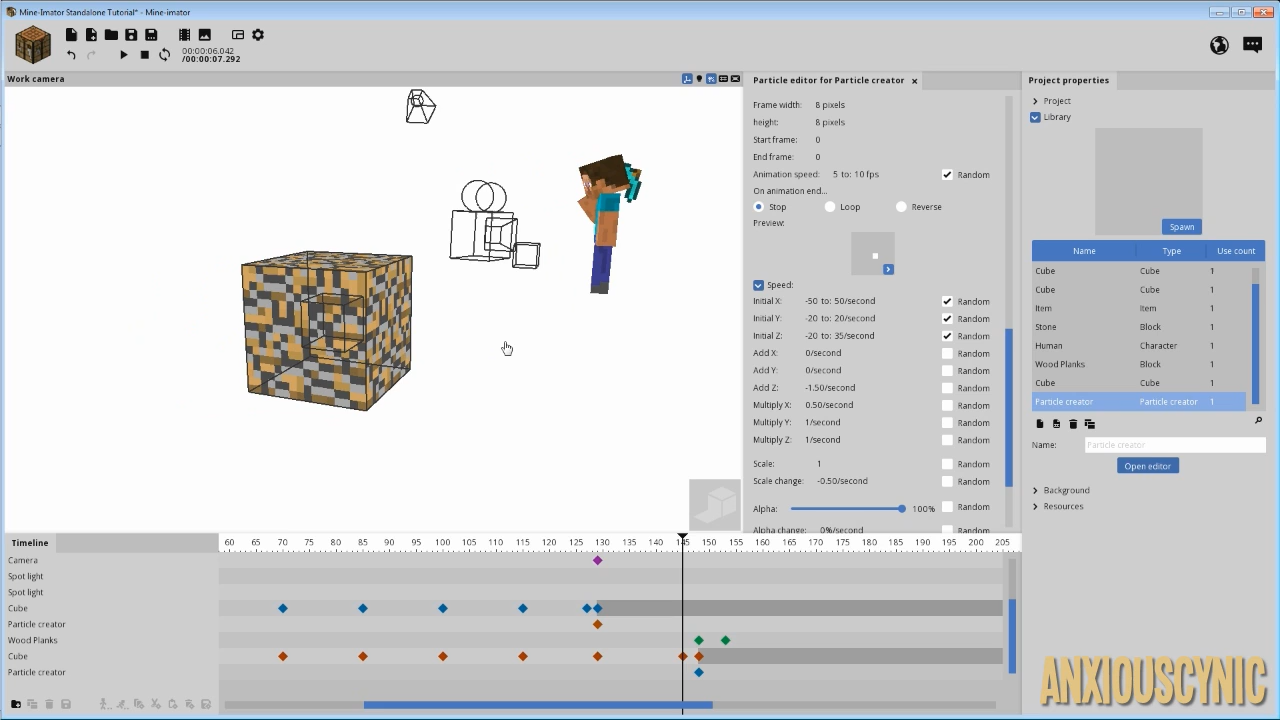 Mine-Imator Standalone Tutorial* - Mine-imator
00:00:06.042
/00:00:07.292
Work camera
Particle editor for Particle creator x
Frame width: 8 pixels
height: 8 pixels
Start frame: 0
End frame: 0
Animation speed: 5 to: 10 fps Random
On animation end...
Stop Loop Reverse
Preview:
Speed:
Initial X: -50 to: 50/second Random
Initial Y: -20 to: 20/second Random
Initial Z: -20 to: 35/second Random
Add X: 0/second Random
Add Y: 0/second Random
Add Z: -1.50/second Random
Multiply X: 0.50/second Random
Multiply Y: 1/second Random
Multiply Z: 1/second Random
Scale: 1 Random
Scale change: -0.50/second Random
Alpha: 100% Random
Alpha change: 0%/second Random
Project properties
Project
Library
Spawn
Name Type Use count
Cube Cube 1
Cube Cube 1
Item Item 1
Stone Block 1
Human Character 1
Wood Planks Block 1
Cube Cube 1
Particle creator Particle creator 1
Name: Particle creator
Open editor
Background
Resources
Timeline
60 65 70 75 80 85 90 95 100 105 110 115 120 125 130 135 140 145 150 155 160 165 170 175 180 185 190 195 200 205
Camera
Spot light
Spot light
Cube
Particle creator
Wood Planks
Cube
Particle creator
ANXIOUSCYNIC